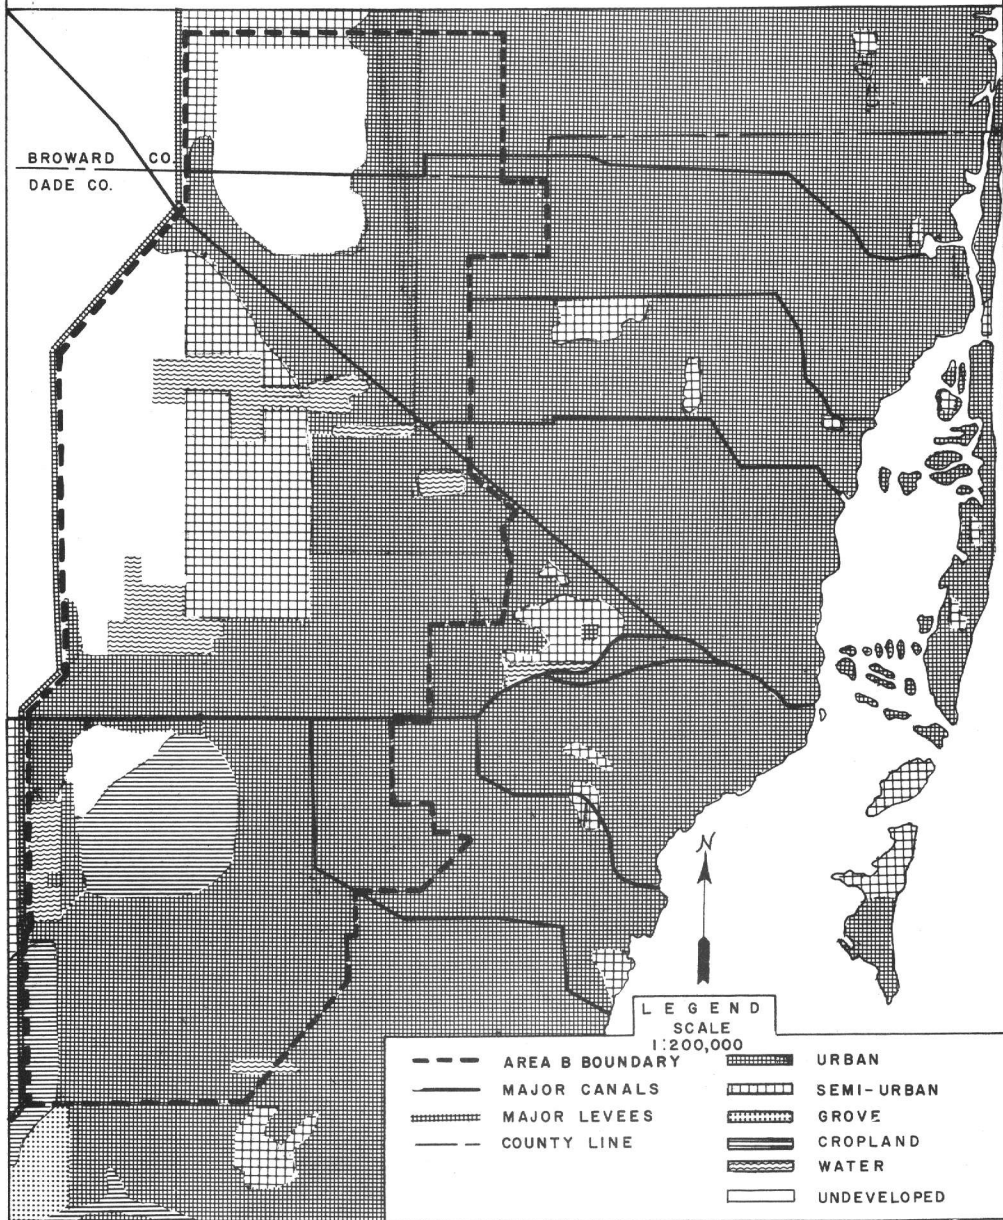 BROWARD CO.
DADE CO.
N
LEGEND
SCALE
1:200,000
AREA B BOUNDARY
MAJOR CANALS
MAJOR LEVEES
COUNTY LINE
URBAN
SEMI-URBAN
GROVE
CROPLAND
WATER
UNDEVELOPED